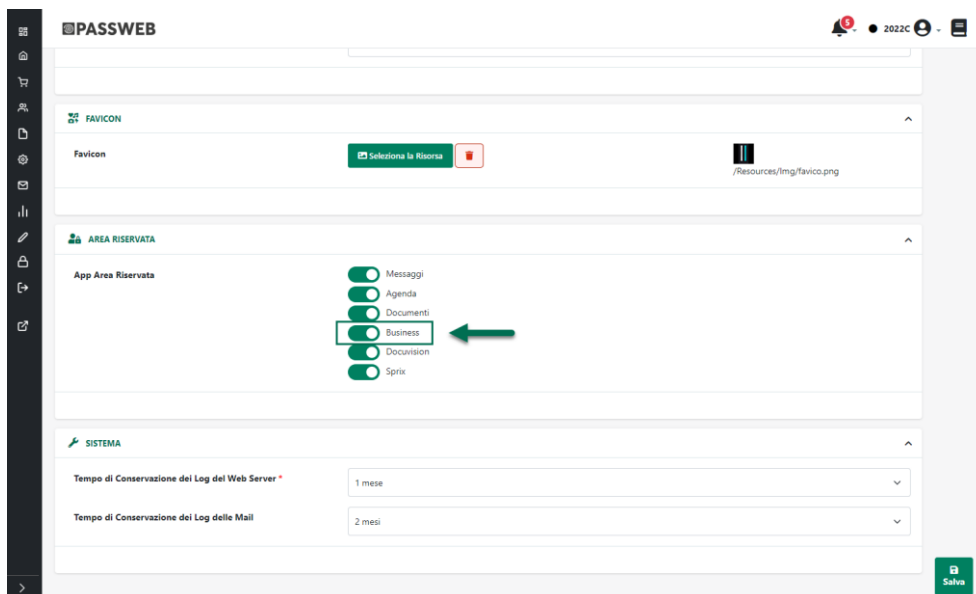 PASSWEB
5
2022C
FAVICON
Favicon
Seleziona la Risorsa
/Resources/Img/favico.png
AREA RISERVATA
App Area Riservata
Messaggi
Agenda
Documenti
Business
Docuvision
Sprix
SISTEMA
Tempo di Conservazione dei Log del Web Server *
1 mese
Tempo di Conservazione dei Log delle Mail
2 mesi
Salva